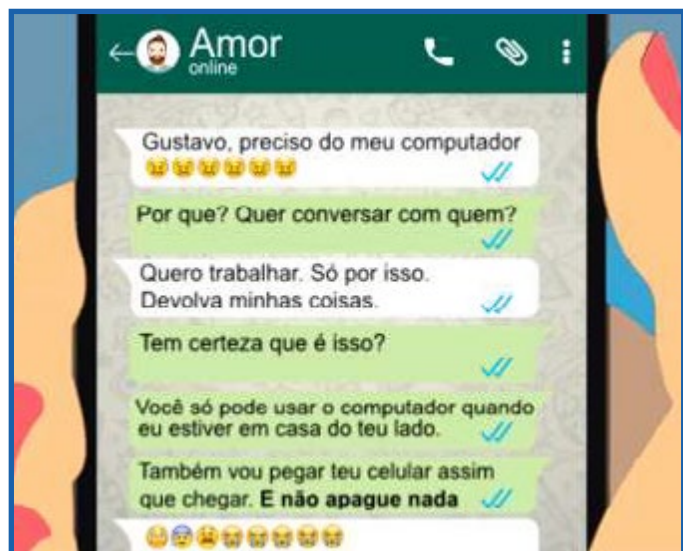 Amor
online
Gustavo, preciso do meu computador
😠😠😠😠😠😠
Por que? Quer conversar com quem?
Quero trabalhar. Só por isso.
Devolva minhas coisas.
Tem certeza que é isso?
Você só pode usar o computador quando
eu estiver em casa do teu lado.
Também vou pegar teu celular assim
que chegar. E não apague nada